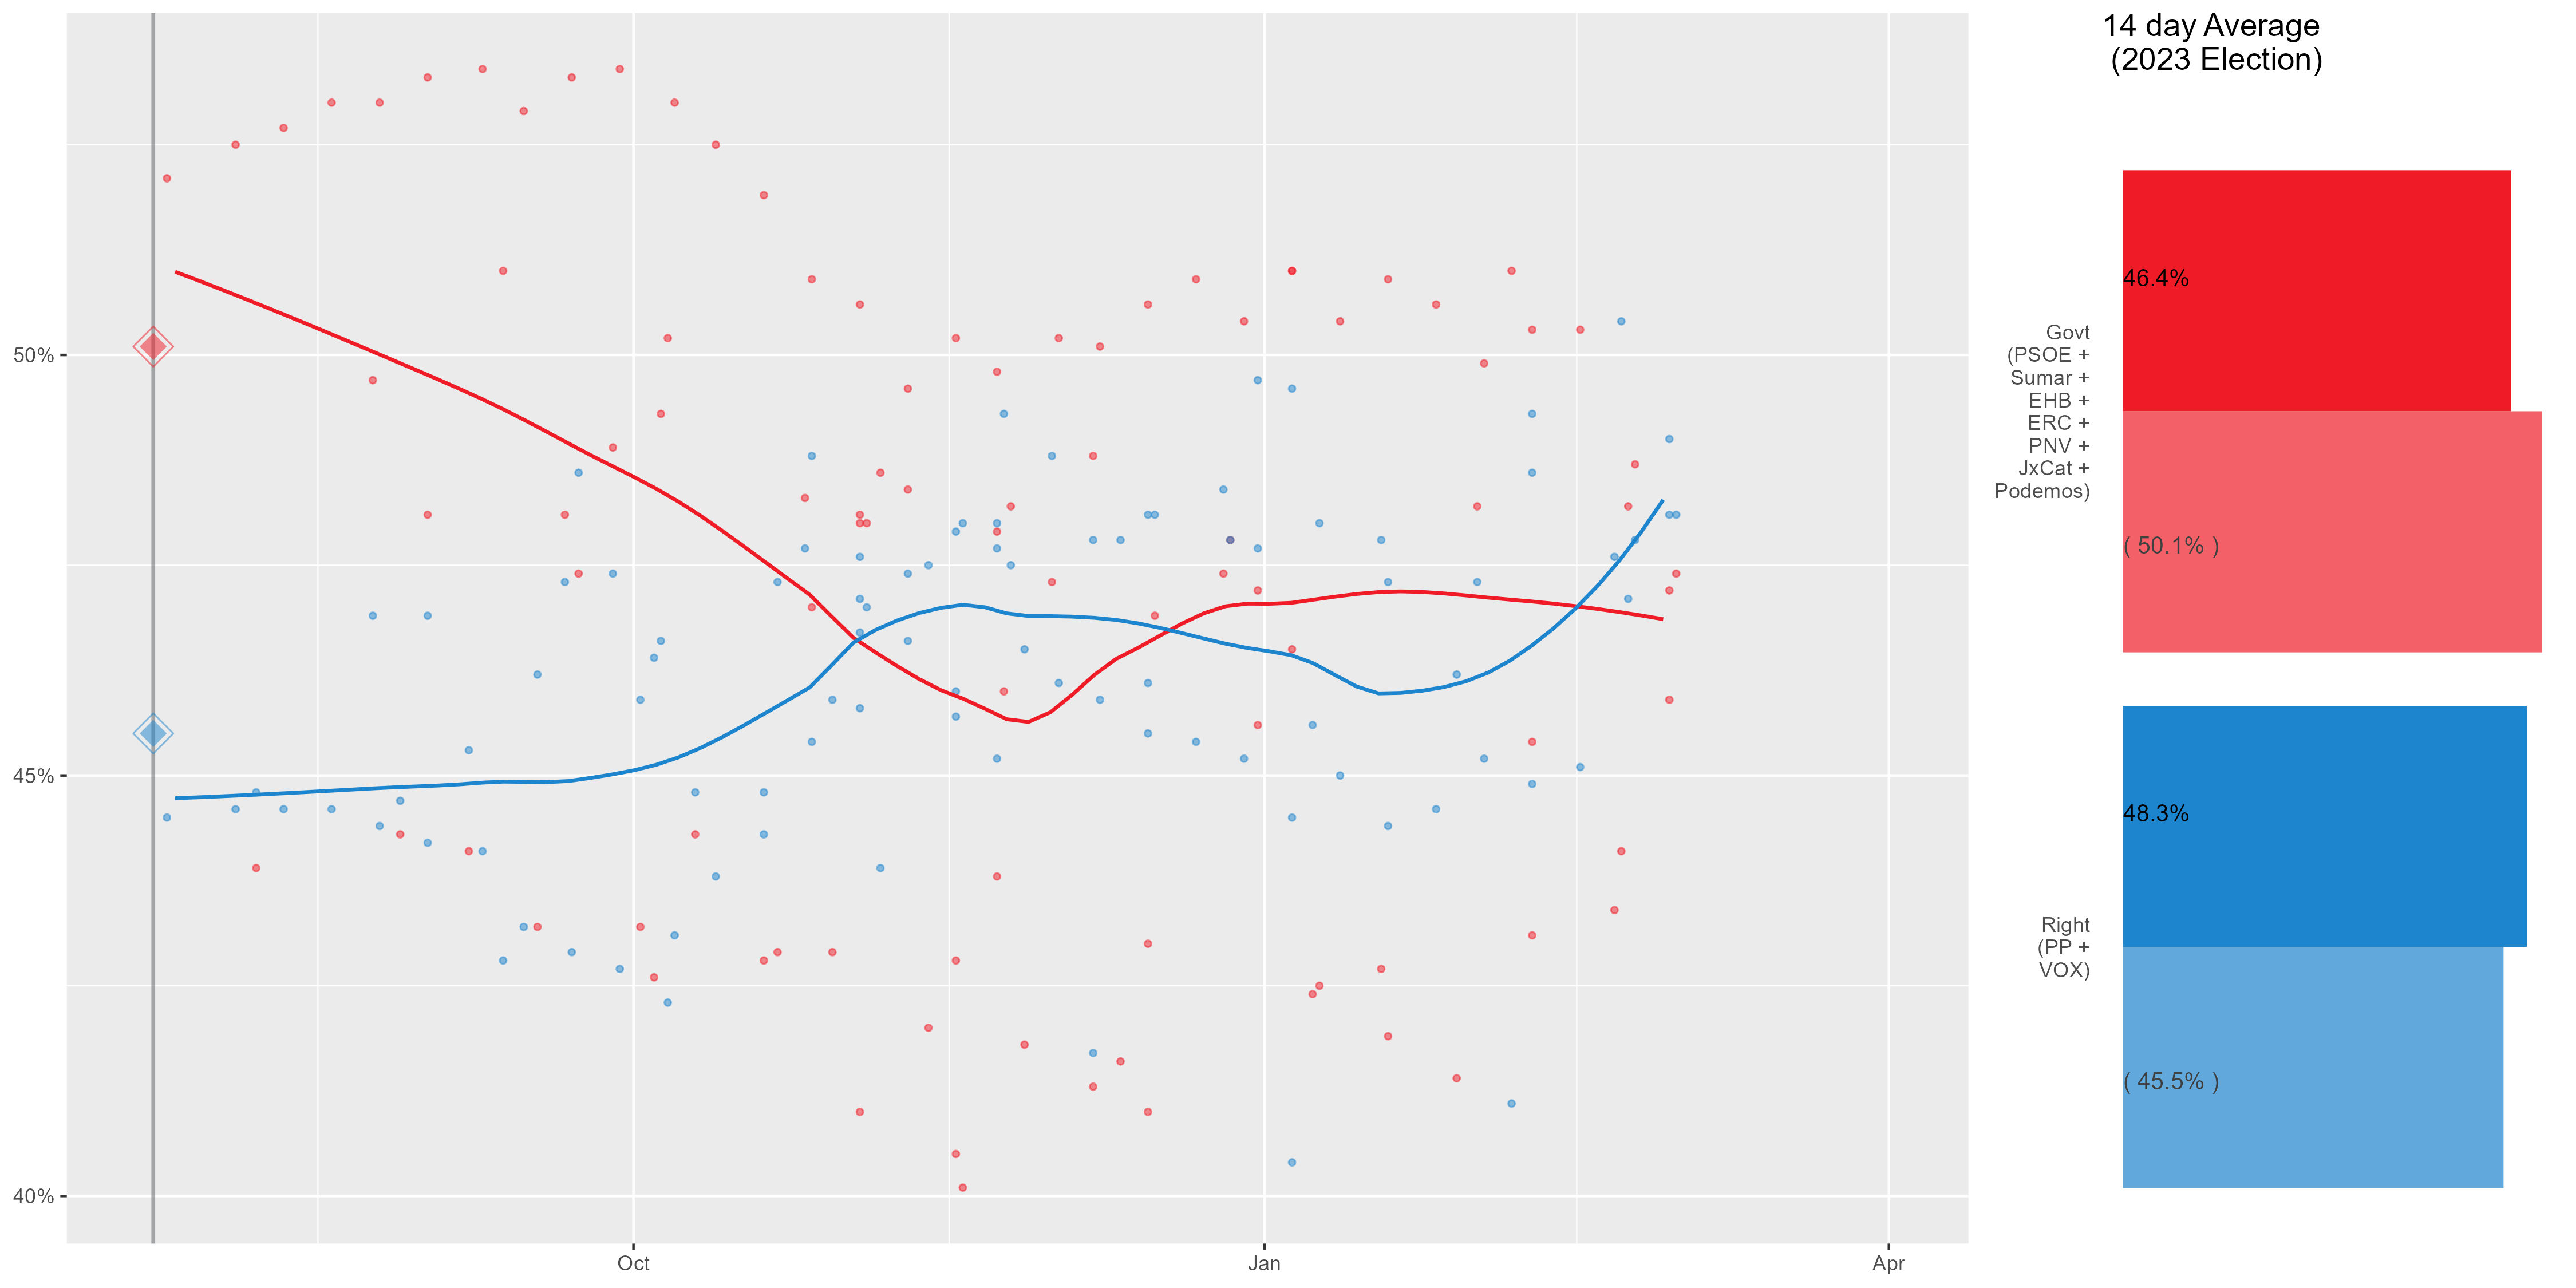 14 day Average
(2023 Election)
50%
45%
40%
Oct
Jan
Apr
Govt
(PSOE +
Sumar +
EHB +
ERC +
PNV +
JxCat +
Podemos)
46.4%
( 50.1% )
Right
(PP +
VOX)
48.3%
( 45.5% )